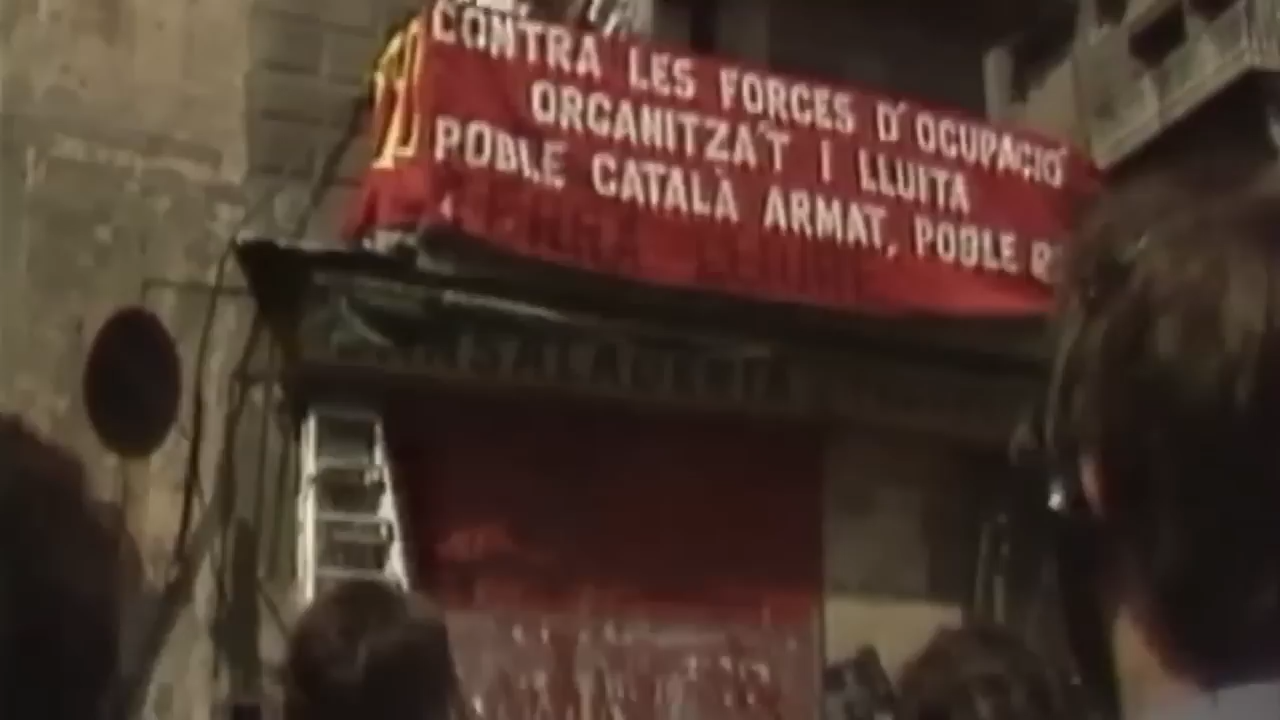 CONTRA LES FORCES D'OCUPACIÓ
ORGANITZA'T I LLUITA
POBLE CATALÀ ARMAT, POBLE